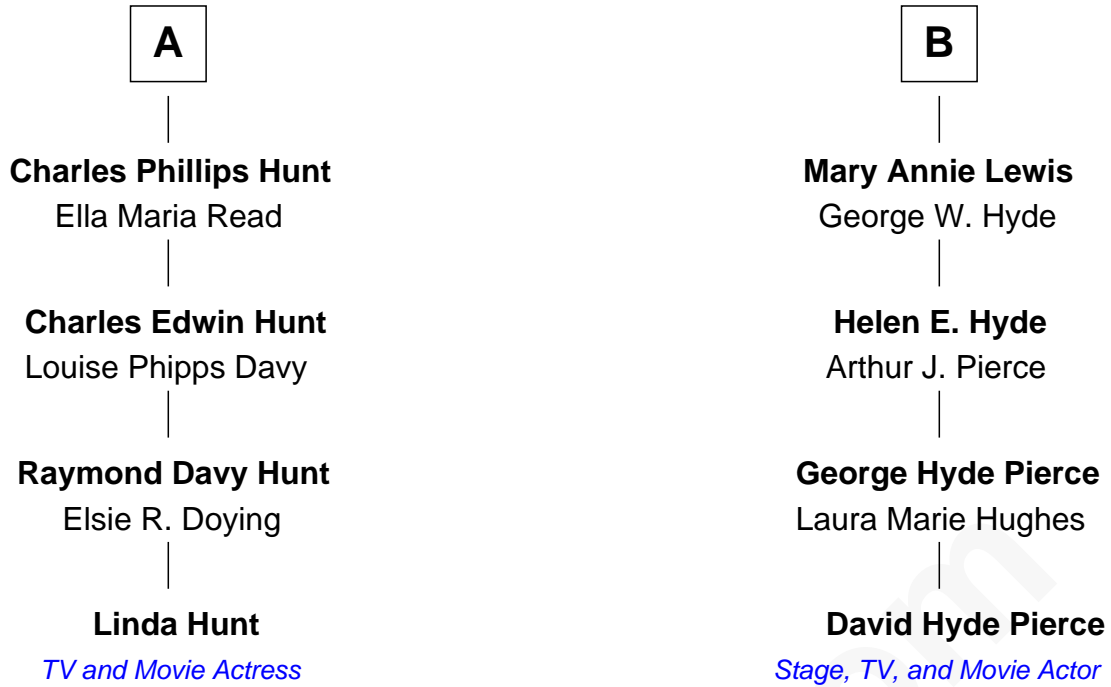 A
B
Charles Phillips Hunt
Ella Maria Read
Mary Annie Lewis
George W. Hyde
Charles Edwin Hunt
Louise Phipps Davy
Helen E. Hyde
Arthur J. Pierce
Raymond Davy Hunt
Elsie R. Doying
George Hyde Pierce
Laura Marie Hughes
Linda Hunt
TV and Movie Actress
David Hyde Pierce
Stage, TV, and Movie Actor